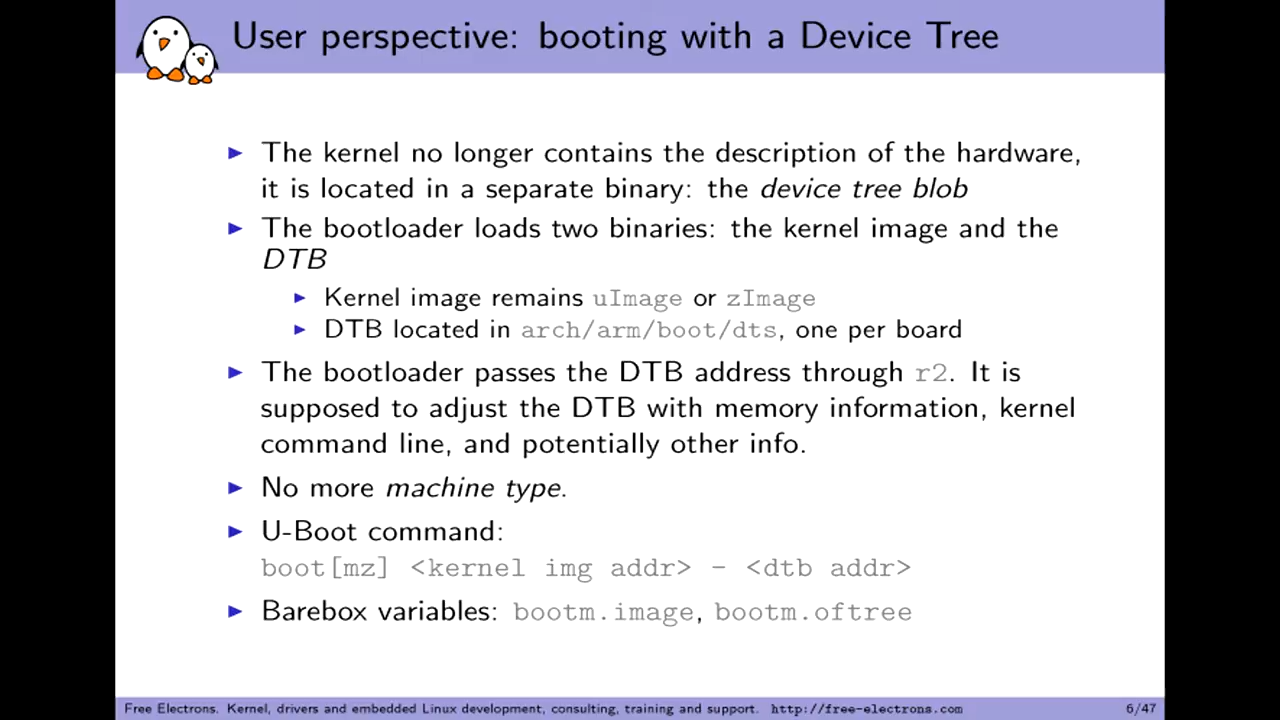 User perspective: booting with a Device Tree
▶ The kernel no longer contains the description of the hardware,
it is located in a separate binary: the device tree blob
▶ The bootloader loads two binaries: the kernel image and the
DTB
▶ Kernel image remains uImage or zImage
▶ DTB located in arch/arm/boot/dts, one per board
▶ The bootloader passes the DTB address through r2. It is
supposed to adjust the DTB with memory information, kernel
command line, and potentially other info.
▶ No more machine type.
▶ U-Boot command:
boot[mz] <kernel img addr> - <dtb addr>
▶ Barebox variables: bootm.image, bootm.oftree
Free Electrons. Kernel, drivers and embedded Linux development, consulting, training and support. http://free-electrons.com 6/47